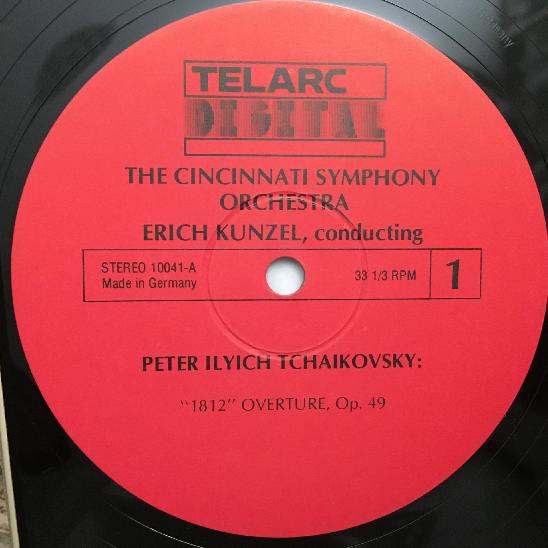 Germany
TELARC
DIGITAL
THE CINCINNATI SYMPHONY
ORCHESTRA
ERICH KUNZEL, conducting
STEREO 10041-A
Made in Germany
33 1/3 RPM
1
PETER ILYICH TCHAIKOVSKY:
"1812" OVERTURE, Op. 49